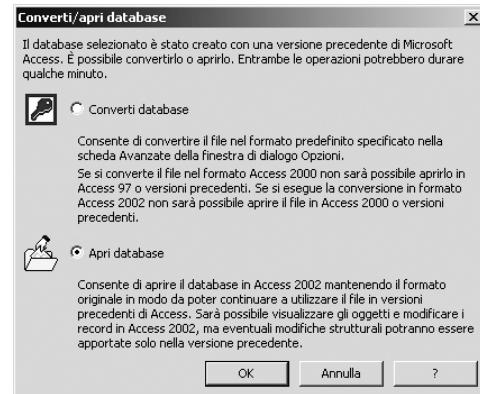 Converti/apri database
Il database selezionato è stato creato con una versione precedente di Microsoft
Access. È possibile convertirlo o aprirlo. Entrambe le operazioni potrebbero durare
qualche minuto.
Converti database
Consente di convertire il file nel formato predefinito specificato nella
scheda Avanzate della finestra di dialogo Opzioni.
Se si converte il file nel formato Access 2000 non sarà possibile aprirlo in
Access 97 o versioni precedenti. Se si esegue la conversione in formato
Access 2002 non sarà possibile aprire il file in Access 2000 o versioni
precedenti.
Apri database
Consente di aprire il database in Access 2002 mantenendo il formato
originale in modo da poter continuare a utilizzare il file in versioni
precedenti di Access. Sarà possibile visualizzare gli oggetti e modificare i
record in Access 2002, ma eventuali modifiche strutturali potranno essere
apportate solo nella versione precedente.
OK Annulla ?